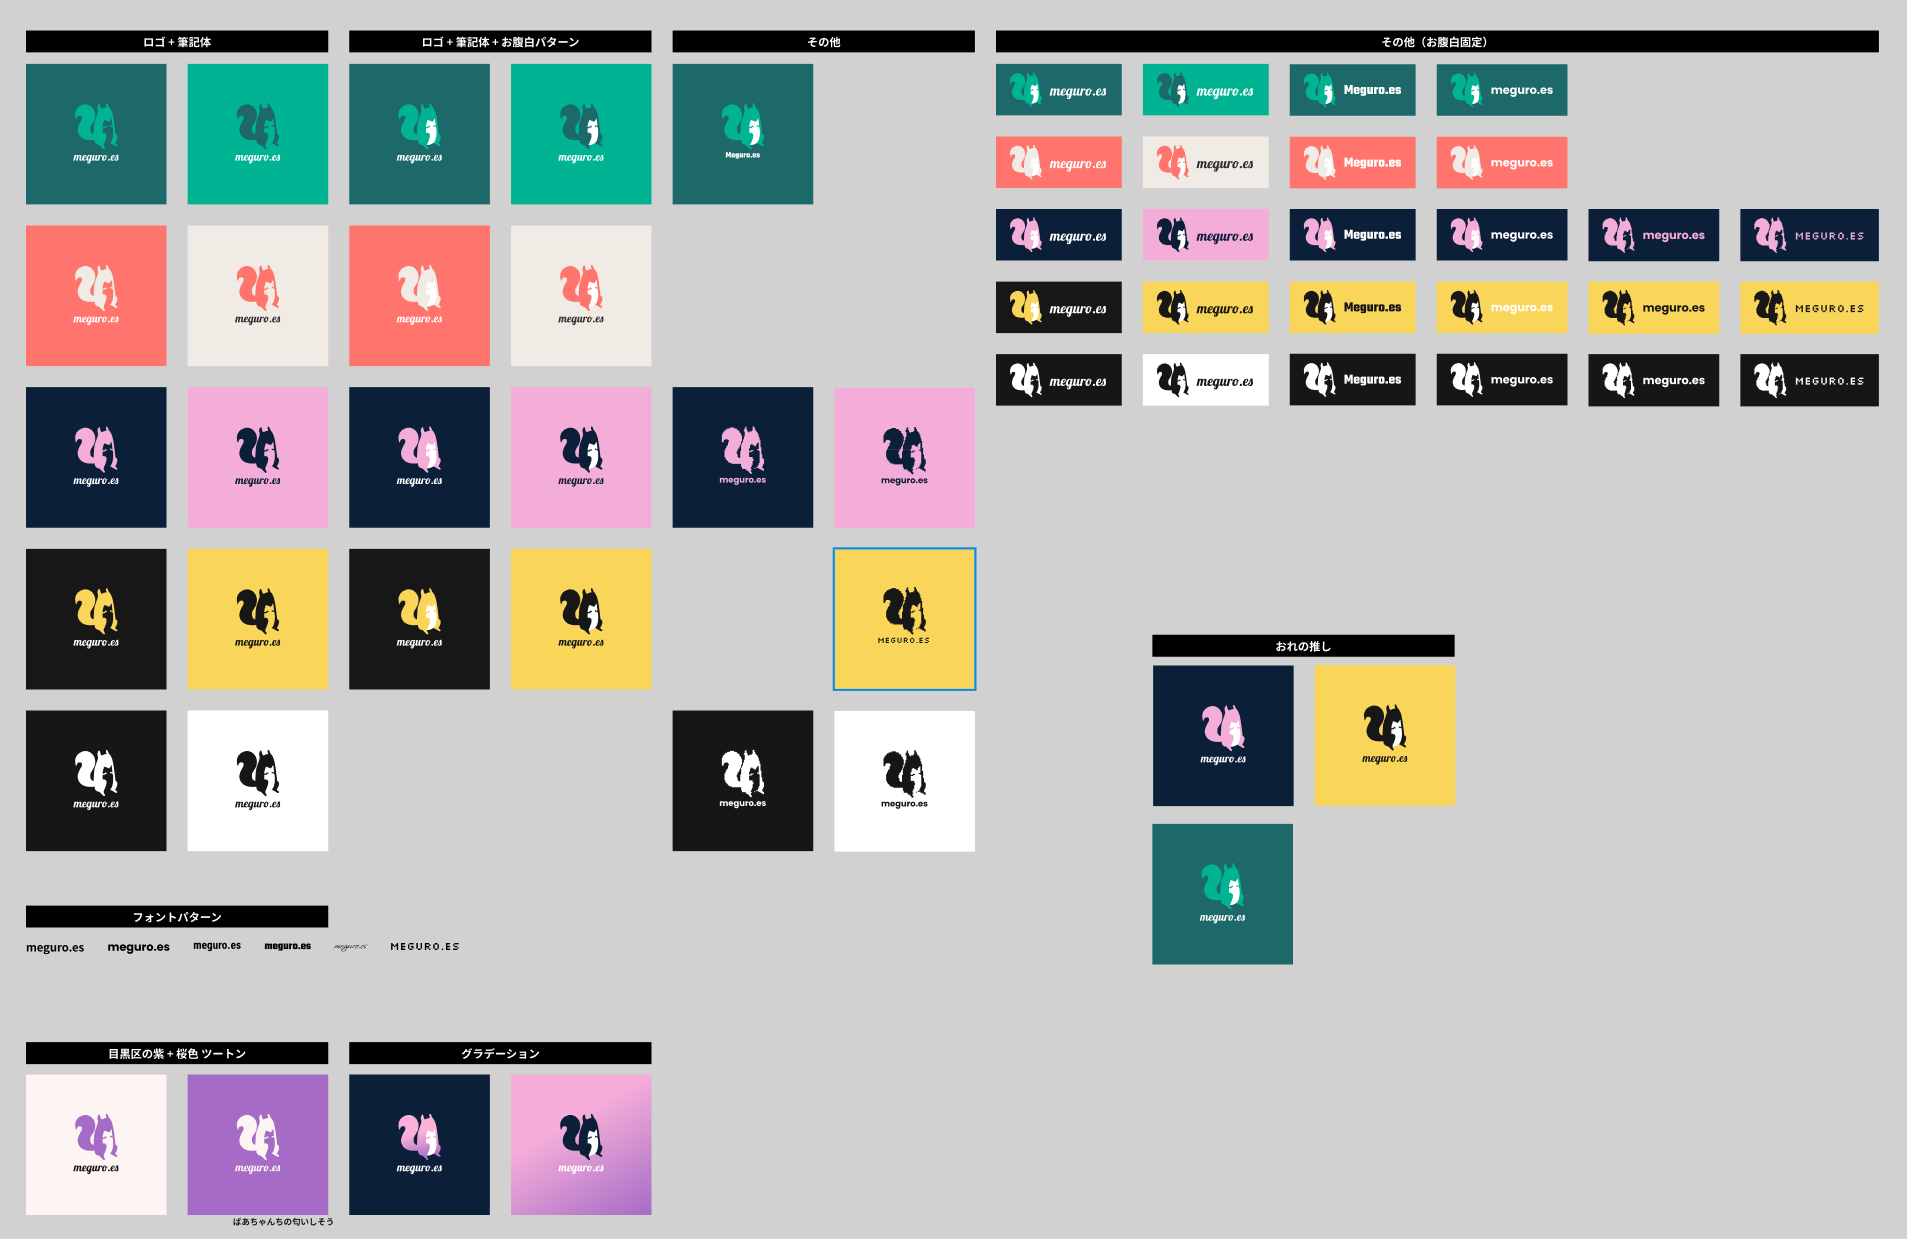 ロゴ + 筆記体
ロゴ + 筆記体 + お腹白パターン
その他
その他（お腹白固定）
meguro.es
meguro.es
meguro.es
meguro.es
Meguro.es
meguro.es
meguro.es
Meguro.es
meguro.es
meguro.es
meguro.es
meguro.es
meguro.es
meguro.es
meguro.es
Meguro.es
meguro.es
meguro.es
meguro.es
meguro.es
meguro.es
meguro.es
meguro.es
meguro.es
meguro.es
Meguro.es
meguro.es
meguro.es
MEGURO.ES
meguro.es
meguro.es
meguro.es
meguro.es
MEGURO.ES
meguro.es
meguro.es
Meguro.es
meguro.es
meguro.es
MEGURO.ES
meguro.es
meguro.es
meguro.es
meguro.es
meguro.es
meguro.es
Meguro.es
meguro.es
meguro.es
MEGURO.ES
おれの推し
meguro.es
meguro.es
meguro.es
フォントパターン
meguro.es
meguro.es
meguro.es
meguro.es
meguro.es
MEGURO.ES
目黒区の紫 + 桜色 ツートン
グラデーション
meguro.es
meguro.es
meguro.es
meguro.es
ばあちゃんちの匂いしそう